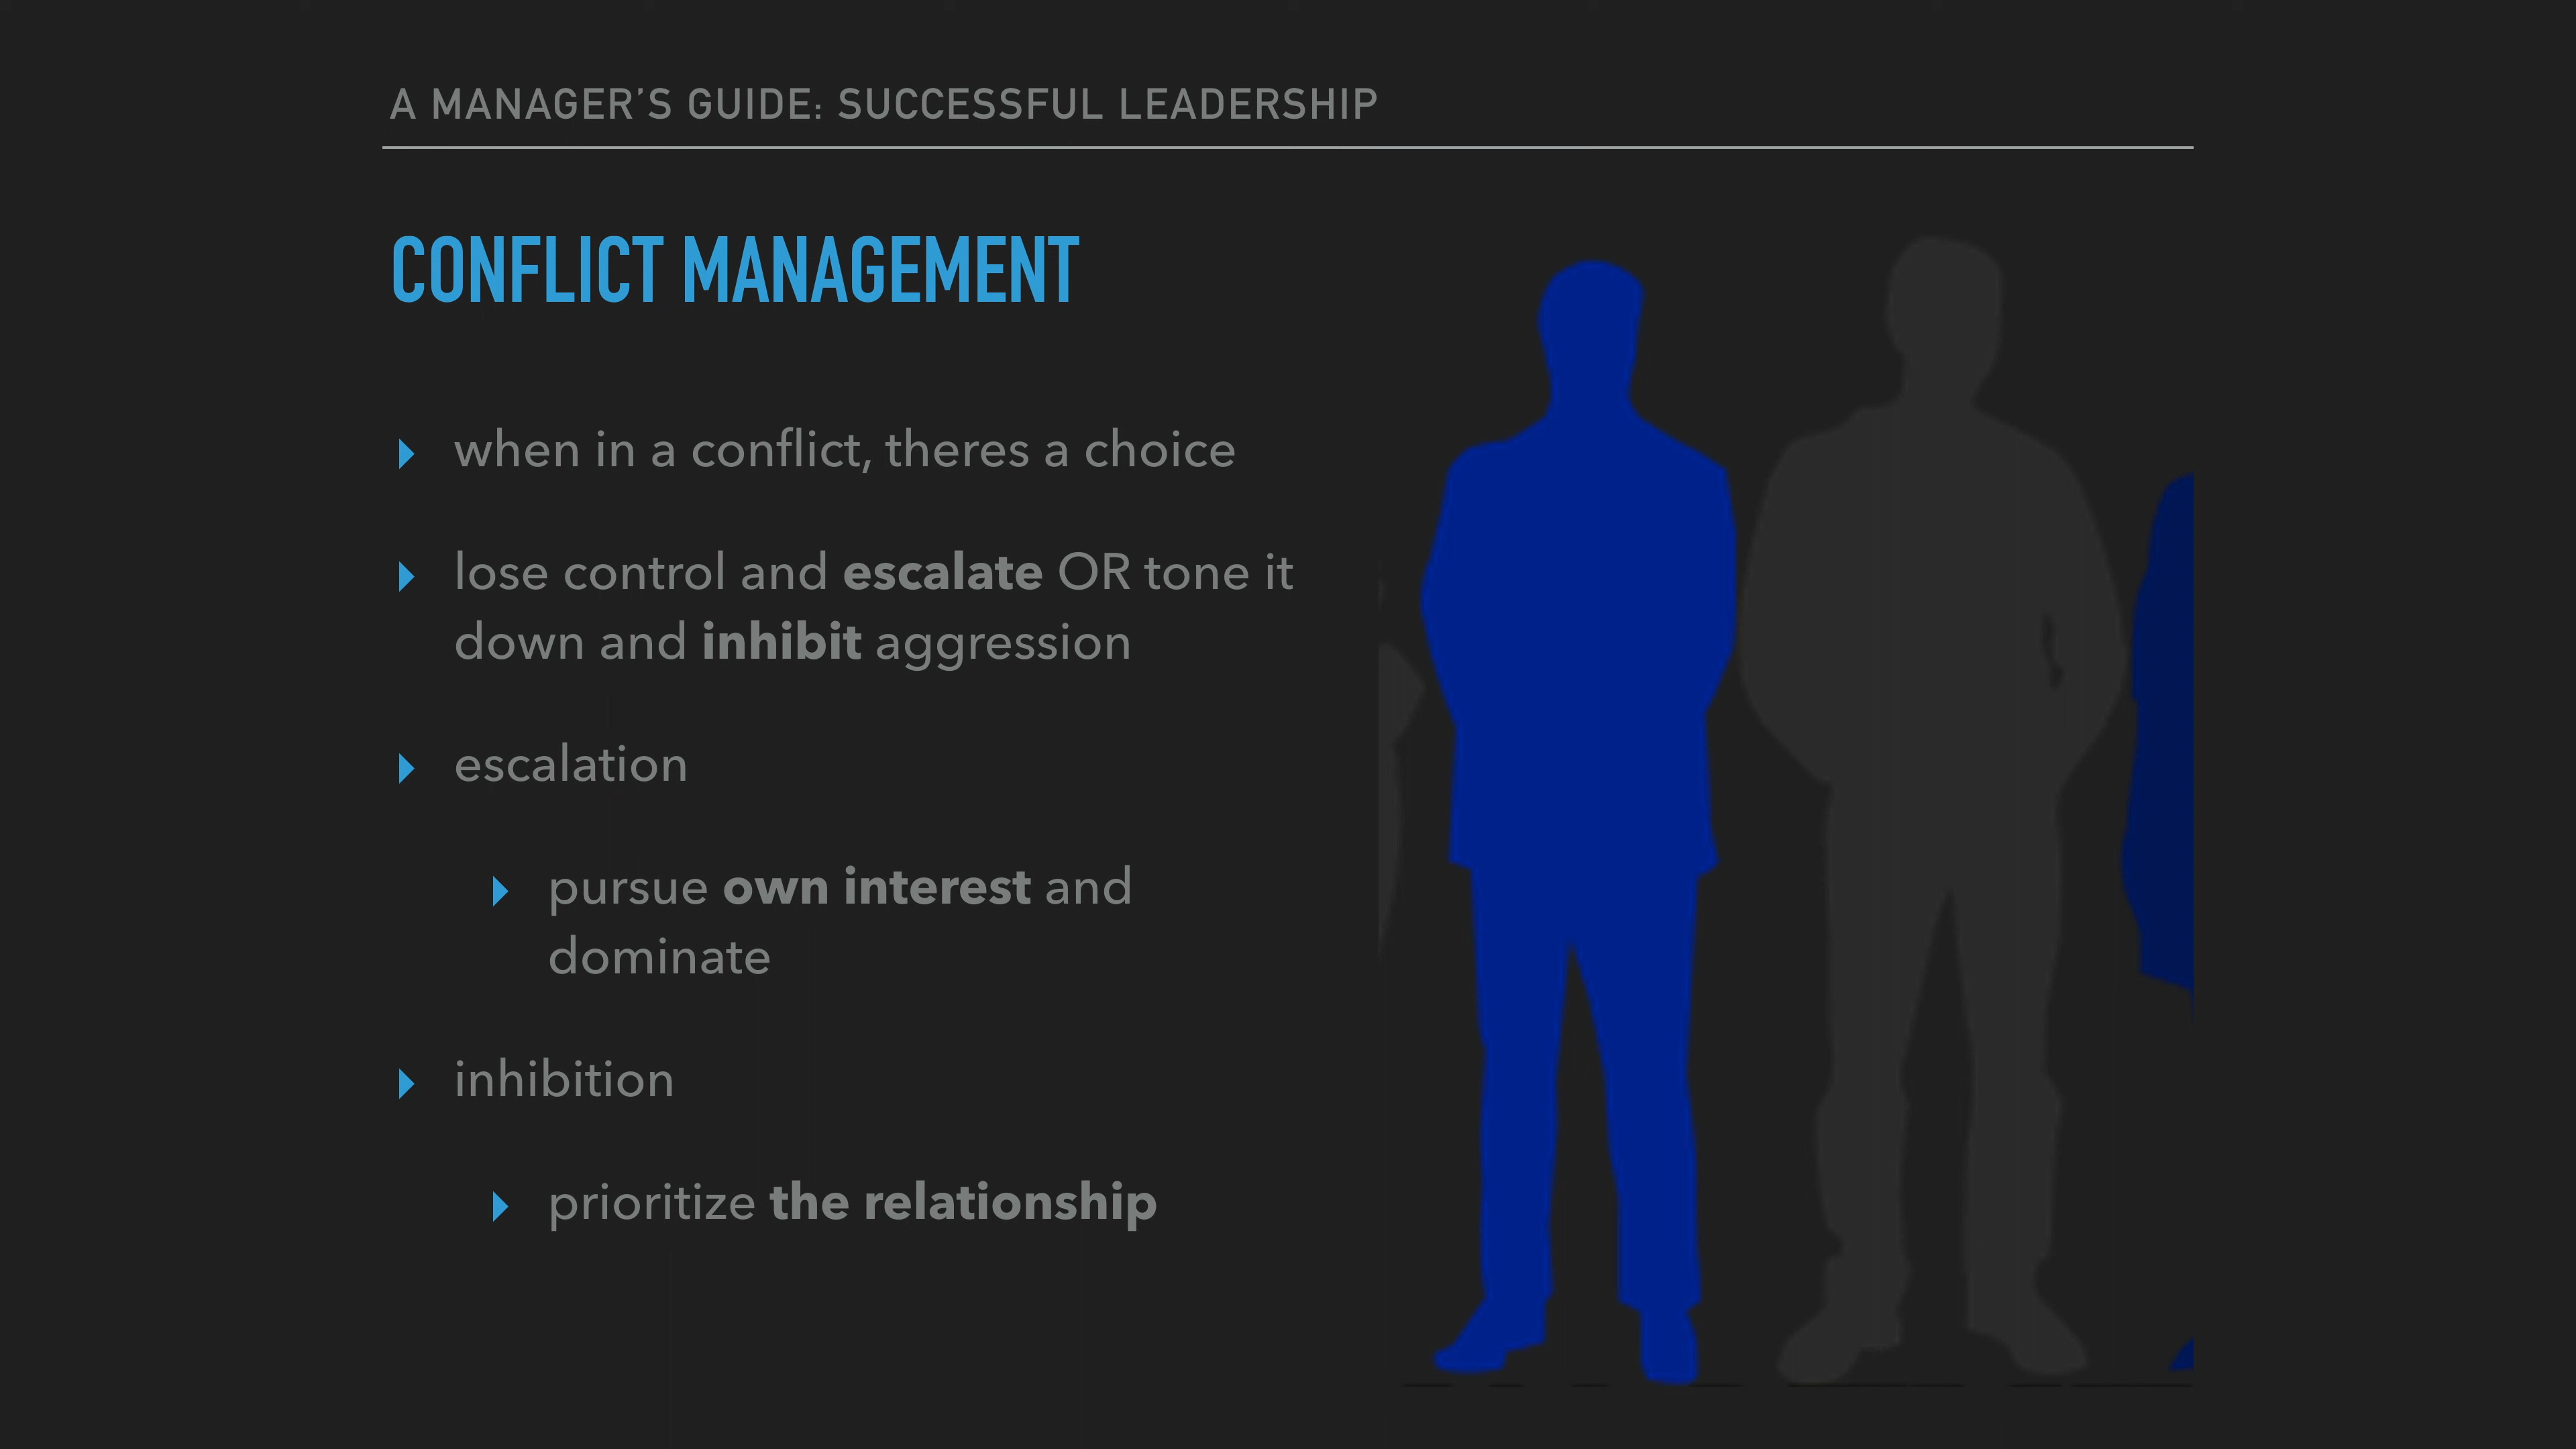 A MANAGER’S GUIDE: SUCCESSFUL LEADERSHIP
CONFLICT MANAGEMENT
when in a conflict, theres a choice
lose control and escalate OR tone it
down and inhibit aggression
escalation
pursue own interest and
dominate
inhibition
prioritize the relationship